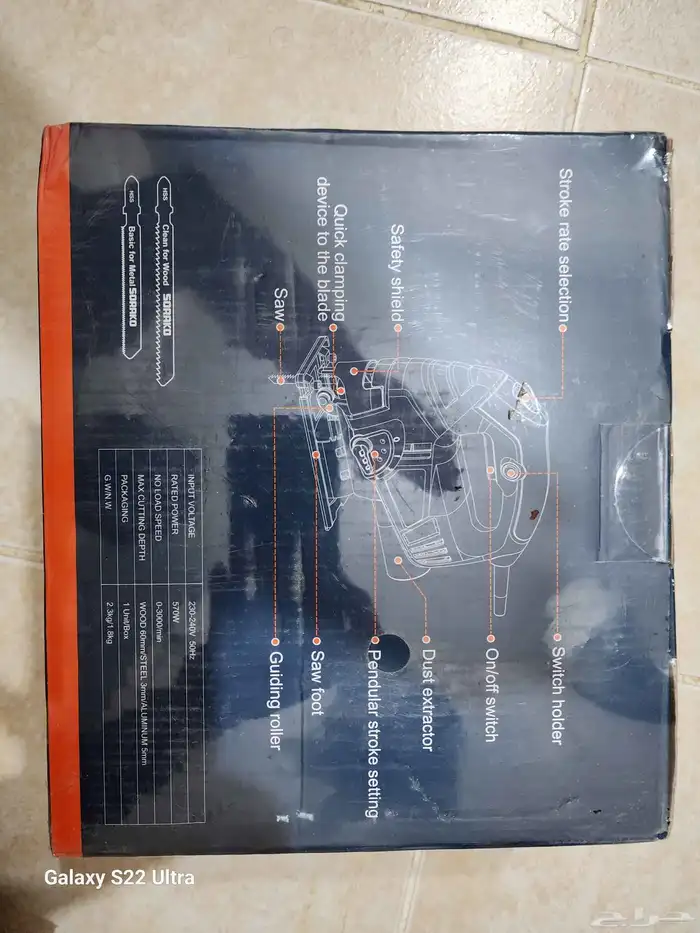 Stroke rate selection
Safety shield
Quick clamping
device to the blade
Saw
Switch holder
On/off switch
Dust extractor
Pendular stroke setting
Saw foot
Guiding roller
HSS Clean for Wood SORAKO
HSS Basic for Metal SORAKO
INPUT VOLTAGE 230-240V 50Hz
RATED POWER 570W
NO LOAD SPEED 0-3000/min
MAX.CUTTING DEPTH WOOD 60mm/STEEL 3mm/ALUMINUM 5mm
PACKAGING 1 Unit/Box
G.W/N.W 2.3kg/1.8kg
Galaxy S22 Ultra
حراج